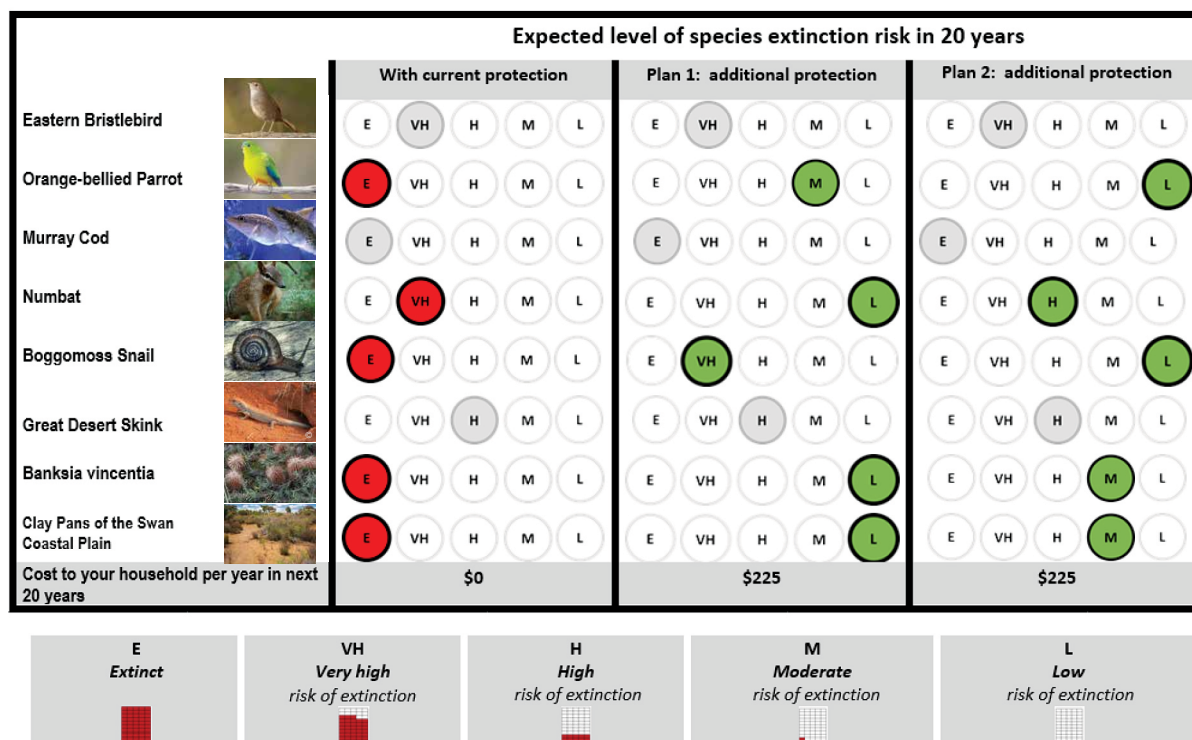 Expected level of species extinction risk in 20 years
With current protection
Plan 1: additional protection
Plan 2: additional protection
Eastern Bristlebird
E VH H M L
E VH H M L
E VH H M L
Orange-bellied Parrot
E VH H M L
E VH H M L
E VH H M L
Murray Cod
E VH H M L
E VH H M L
E VH H M L
Numbat
E VH H M L
E VH H M L
E VH H M L
Boggomoss Snail
E VH H M L
E VH H M L
E VH H M L
Great Desert Skink
E VH H M L
E VH H M L
E VH H M L
Banksia vincentia
E VH H M L
E VH H M L
E VH H M L
Clay Pans of the Swan
Coastal Plain
E VH H M L
E VH H M L
E VH H M L
Cost to your household per year in next
20 years
$0
$225
$225
E
Extinct
VH
Very high
risk of extinction
H
High
risk of extinction
M
Moderate
risk of extinction
L
Low
risk of extinction